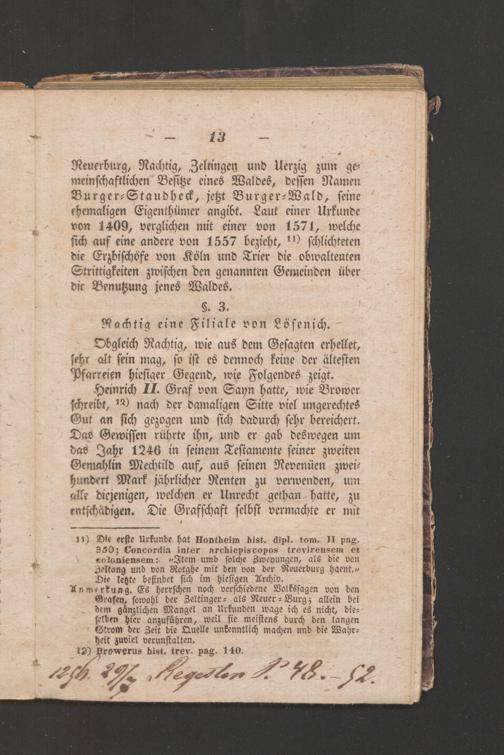 — 13 —
Neuerburg, Rachtig, Zeltingen und Uerzig zum ge-
meinschaftlichen Besitze eines Waldes, dessen Namen
Burger-Staudheck, jetzt Burger-Wald, seine
ehemaligen Eigenthümer angibt. Laut einer Urkunde
von 1409, verglichen mit einer von 1571, welche
sich auf eine andere von 1557 bezieht, 11) schlichteten
die Erzbischöfe von Köln und Trier die obwaltenten
Strittigkeiten zwischen den genannten Gemeinden über
die Benutzung jenes Waldes.
§. 3.
Rachtig eine Filiale von Lösenich.
Obgleich Rachtig, wie aus dem Gesagten erhellet,
sehr alt sein mag, so ist es dennoch keine der ältesten
Pfarreien hiesiger Gegend, wie Folgendes zeigt.
Heinrich II. Graf von Sayn hatte, wie Brower
schreibt, 12) nach der damaligen Sitte viel ungerechtes
Gut an sich gezogen und sich dadurch sehr bereichert.
Das Gewissen rührte ihn, und er gab deswegen um
das Jahr 1246 in seinem Testamente seiner zweiten
Gemahlin Mechtild auf, aus seinen Revenüen zwei-
hundert Mark jährlicher Renten zu verwenden, um
alle diejenigen, welchen er Unrecht gethan hatte, zu
entschädigen. Die Grafschaft selbst vermachte er mit
11) Die erste Urkunde hat Hontheim hist. dipl. tom. II pag.
350; Concordia inter archiepiscopos trevirensem et
coloniensem: „Item umb solche Zweyungen, als die von
Zeltang und von Rotghe mit den von der Neuerburg hant.“
Die letzte befindet sich im hiesigen Archiv.
Anmerkung. Es herrschen noch verschiedene Volkssagen von den
Grafen, sowohl der Zeltinger- als Neuer-Burg; allein bei
dem gänzlichen Mangel an Urkunden wage ich es nicht, die-
selben hier anzuführen, weil sie meistens durch den langen
Strom der Zeit die Quelle unkenntlich machen und die Wahr-
heit zuviel verunstalten.
12) Browerus hist. trev. pag. 140.
1256. 29/7 Regesten S. 48.–52.